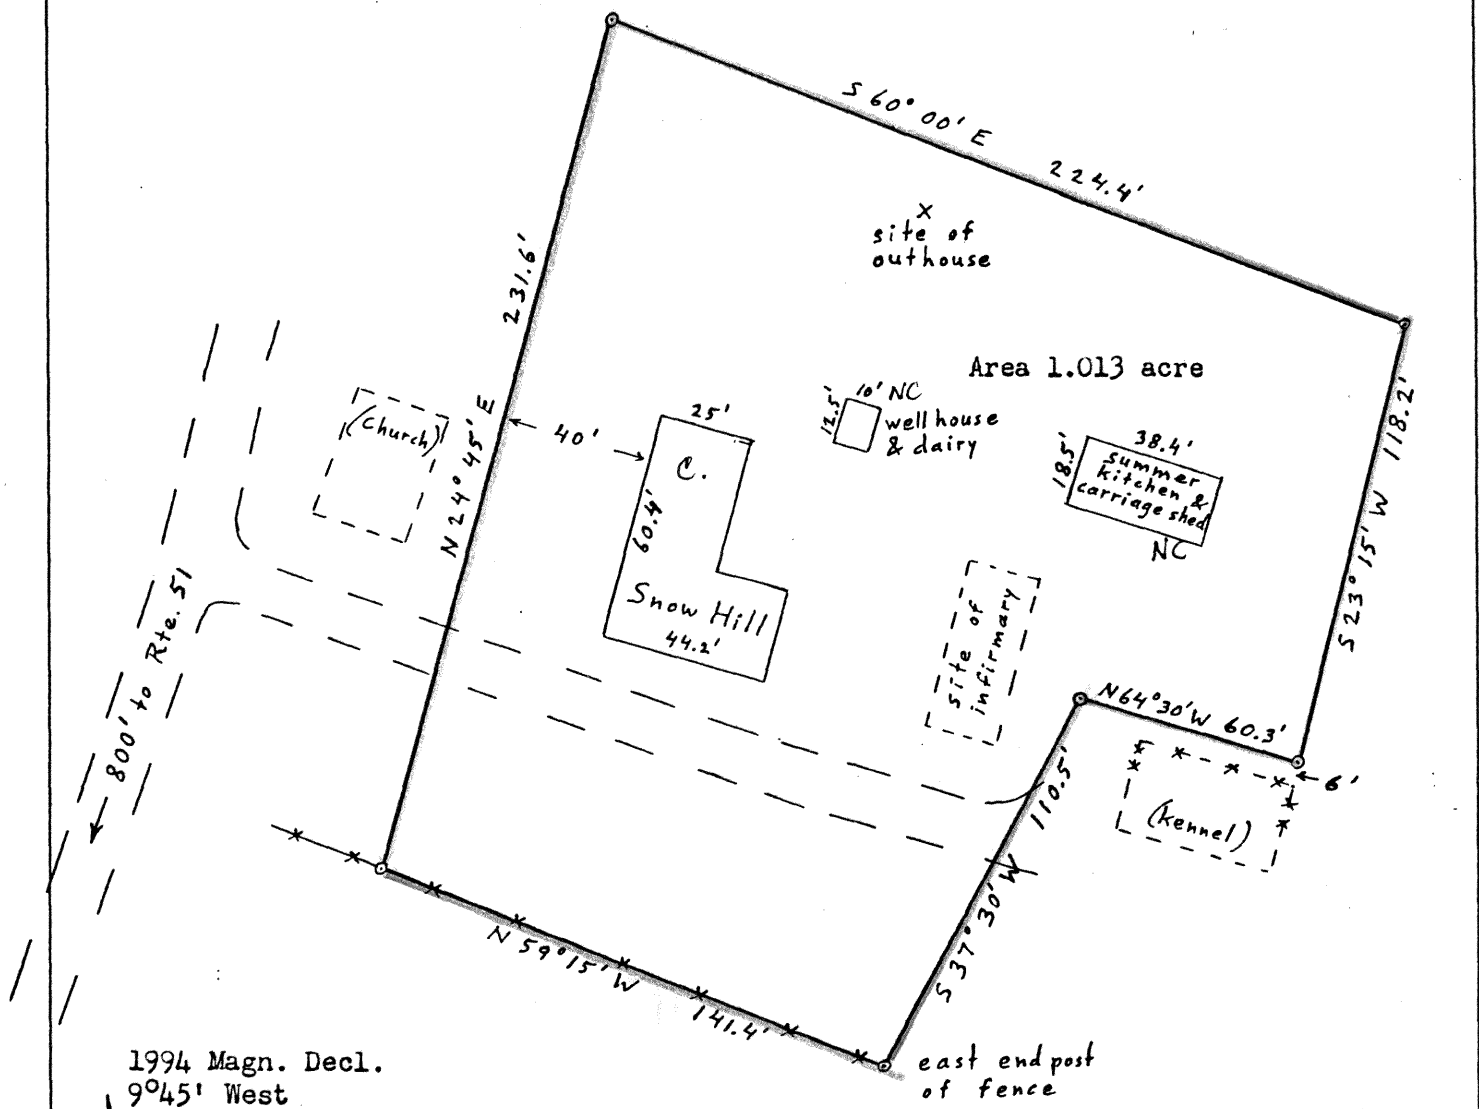 S 60° 00' E 224.4'
X
site of
outhouse
231.6'
N 24° 45' E
Area 1.013 acre
118.2'
S 23° 15' W
(Church)
40'
25'
C.
60.4'
Snow Hill
44.2'
10' NC
12.5'
well house
& dairy
38.4'
18.5'
summer
kitchen &
carriage shed
NC
site of
infirmary
N 64° 30' W 60.3'
6'
(kennel)
110.5'
S 37° 30' W
800' to Rte. 51
N 59° 15' W
141.4'
east end post
of fence
1994 Magn. Decl.
9°45' West